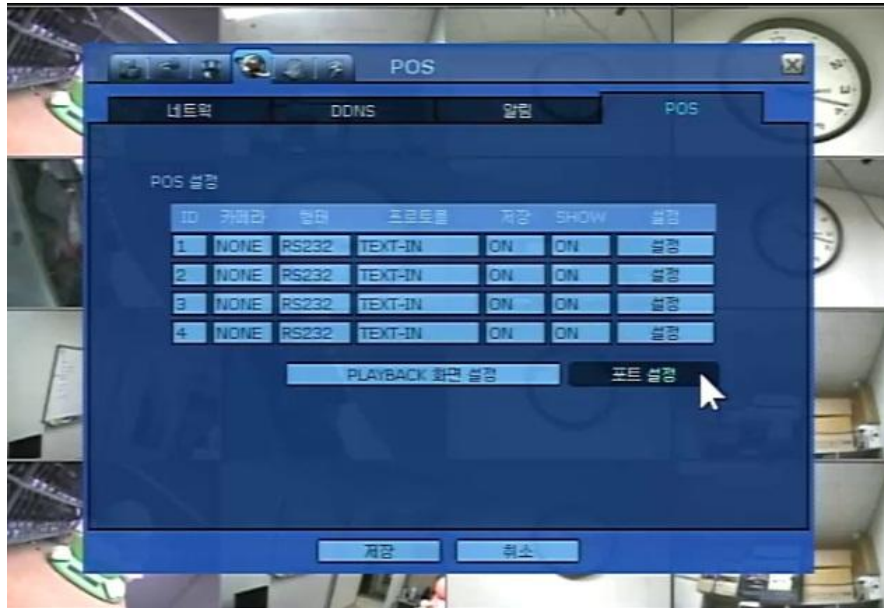 POS
네트웍 DDNS 알림 POS
POS 설정
ID 카메라 형태 프로토콜 저장 SHOW 설정
1 NONE RS232 TEXT-IN ON ON 설정
2 NONE RS232 TEXT-IN ON ON 설정
3 NONE RS232 TEXT-IN ON ON 설정
4 NONE RS232 TEXT-IN ON ON 설정
PLAYBACK 화면 설정 포트 설정
저장 취소